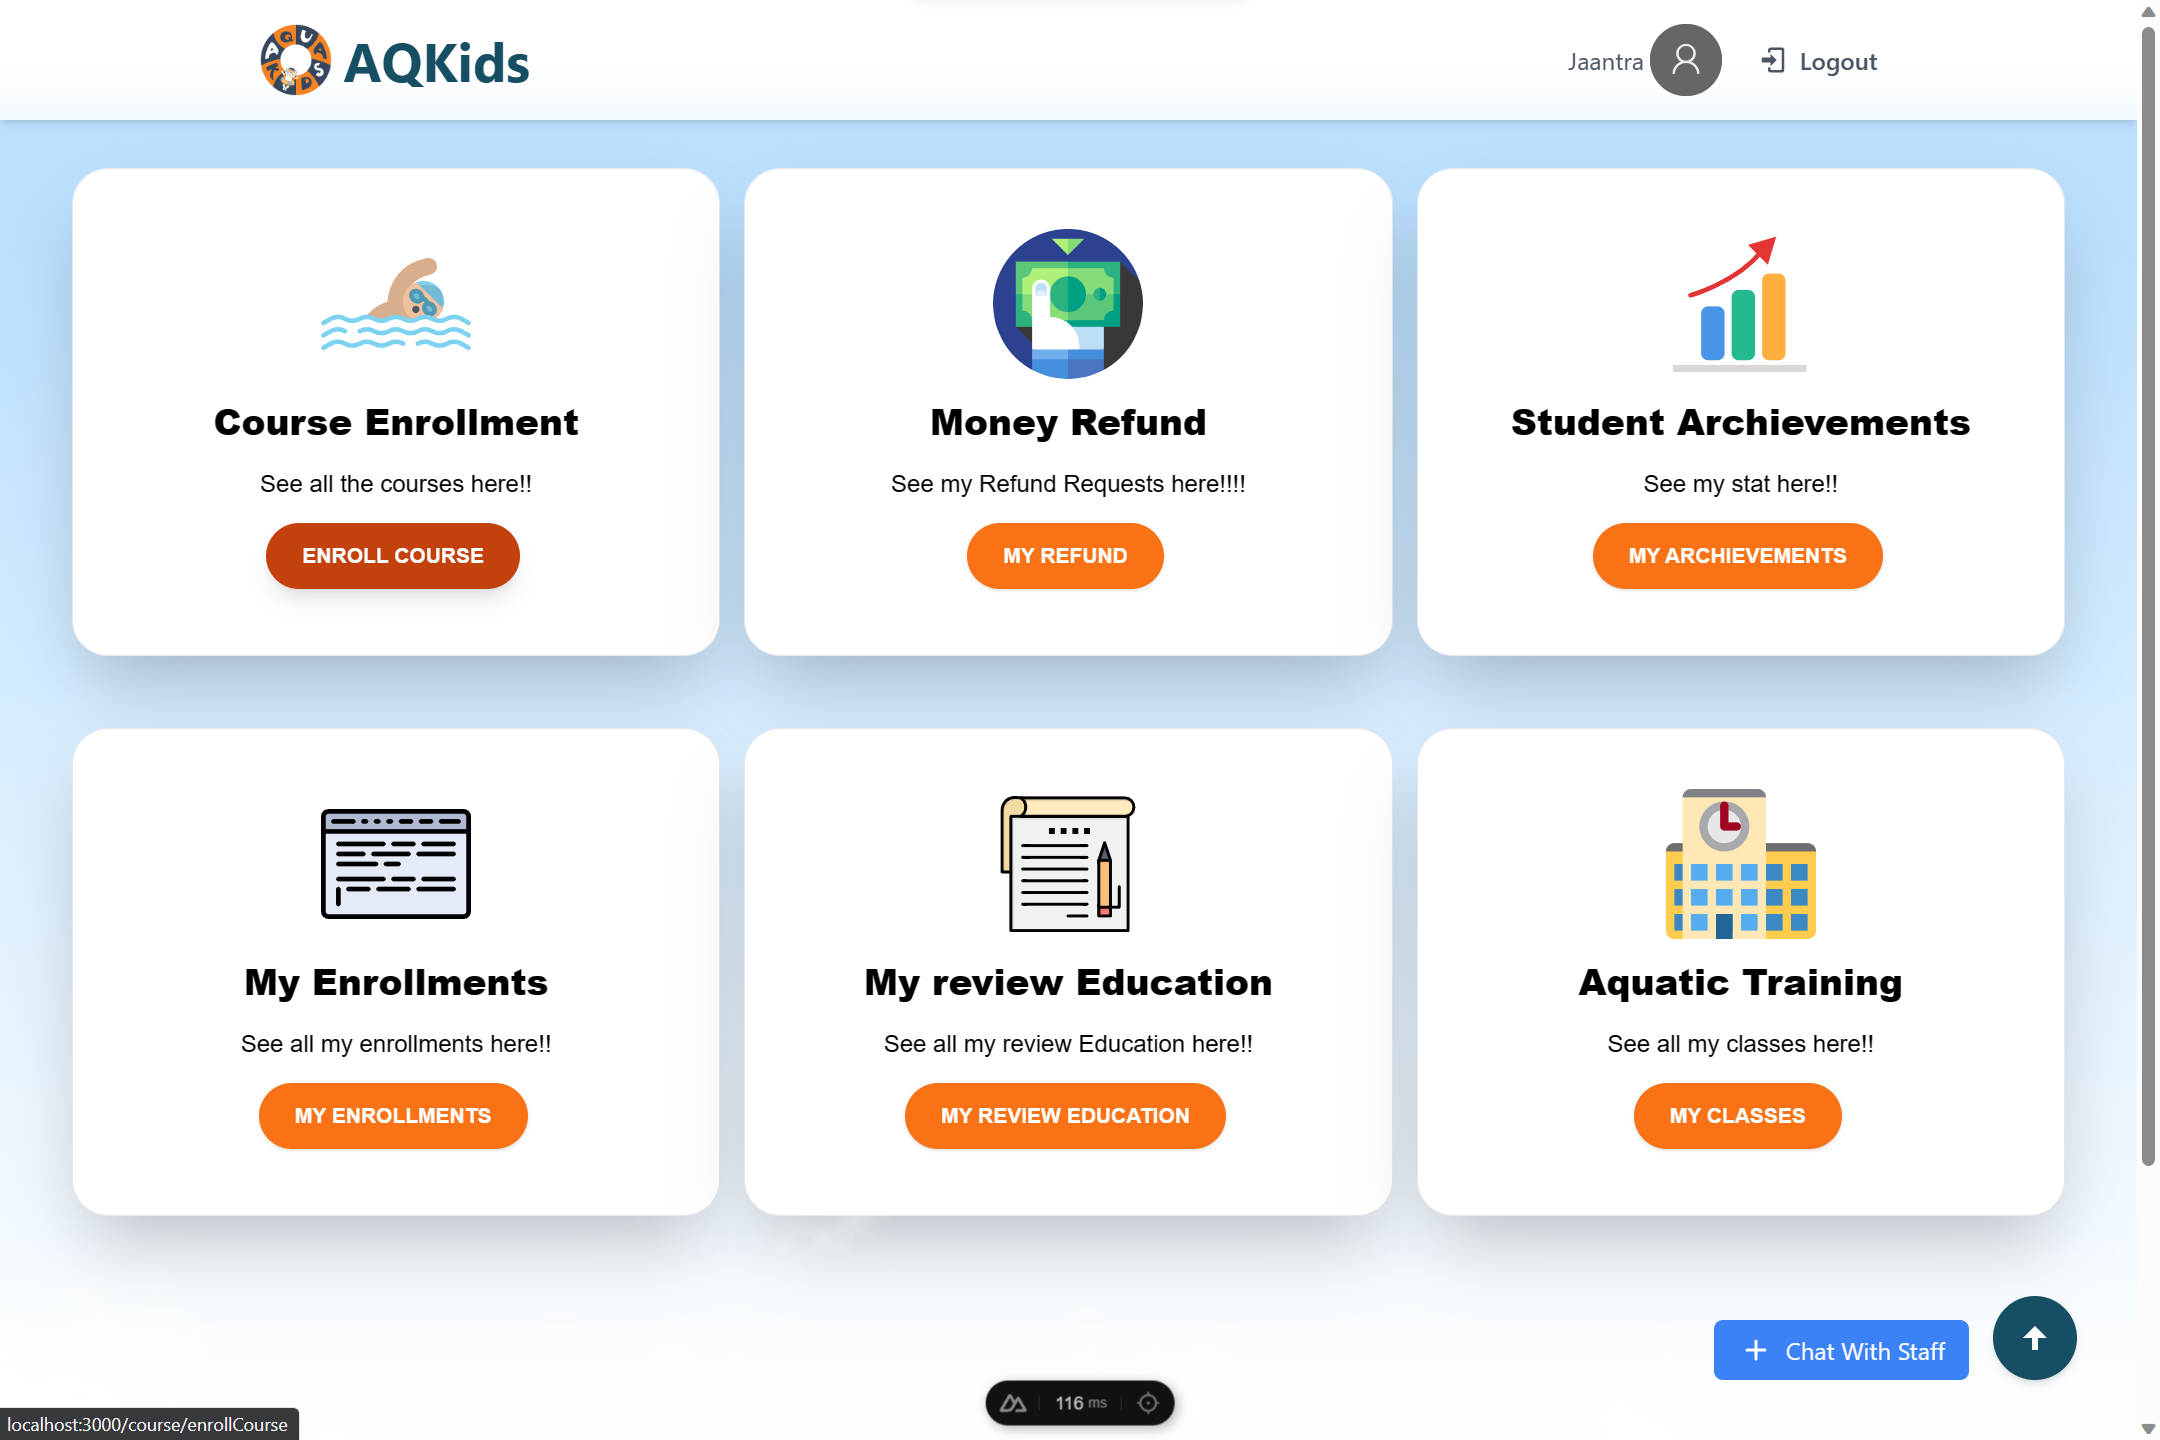 AQUA KIDS
AQKids
Jaantra
Logout
Course Enrollment
See all the courses here!!
ENROLL COURSE
Money Refund
See my Refund Requests here!!!!
MY REFUND
Student Archievements
See my stat here!!
MY ARCHIEVEMENTS
My Enrollments
See all my enrollments here!!
MY ENROLLMENTS
My review Education
See all my review Education here!!
MY REVIEW EDUCATION
Aquatic Training
See all my classes here!!
MY CLASSES
Chat With Staff
116 ms
localhost:3000/course/enrollCourse